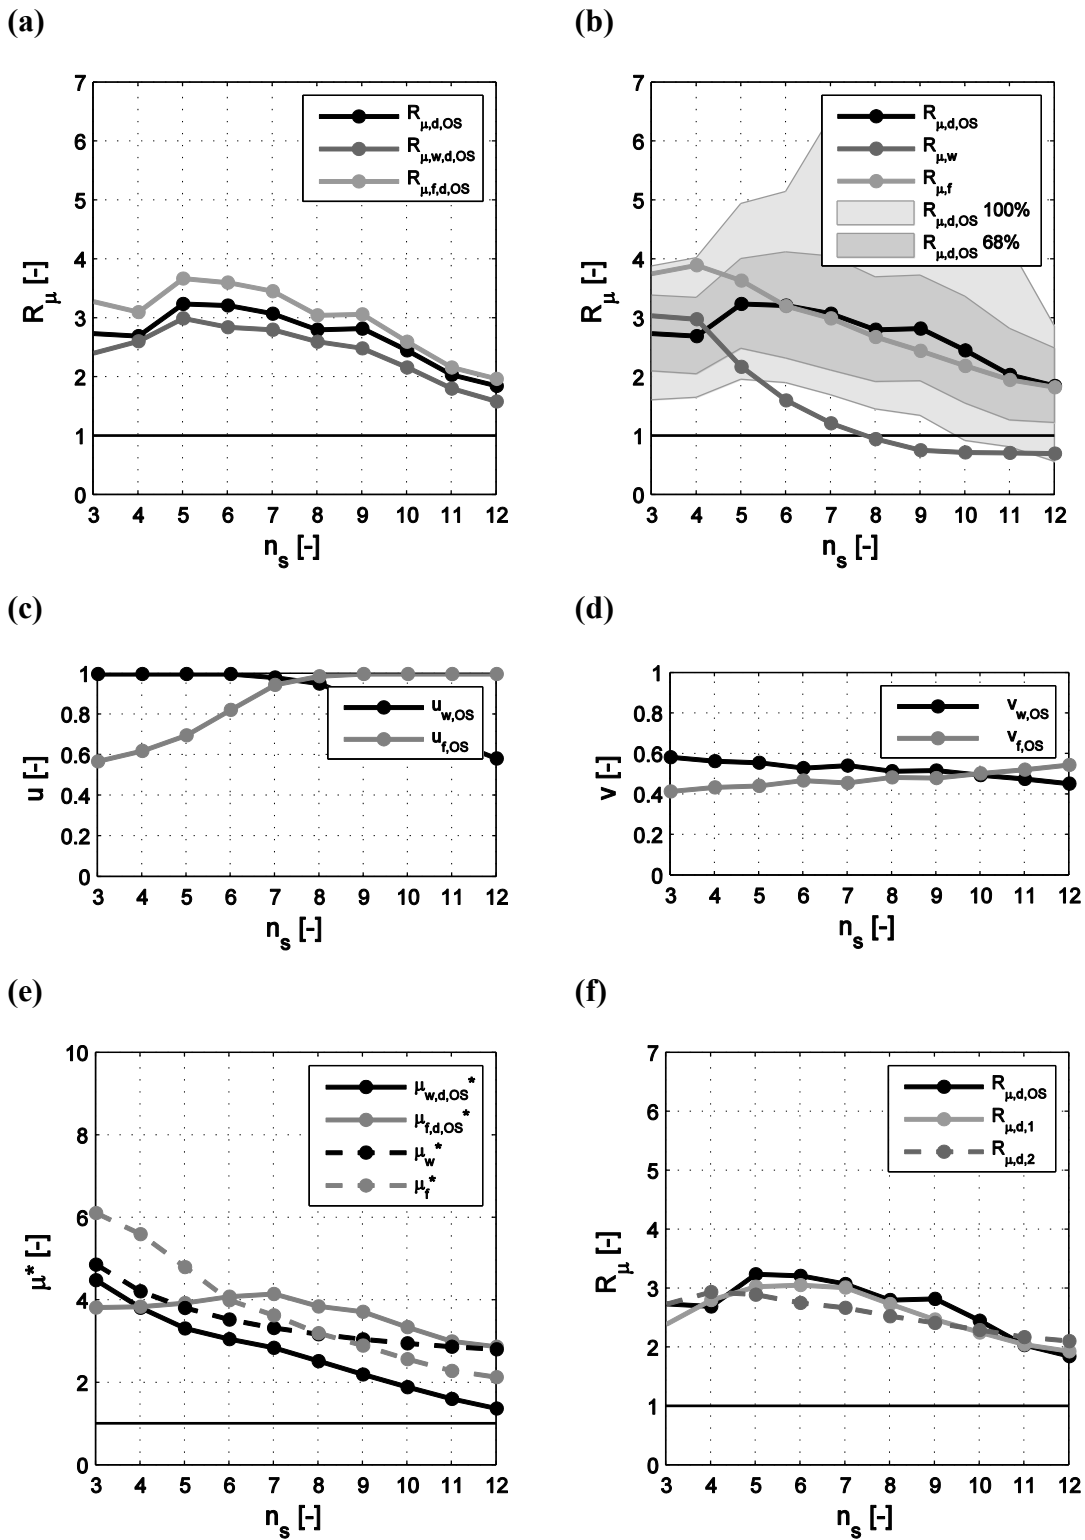 (a)
7
6
5
4
3
2
1
0
R_μ [-]
R_μ,d,OS
R_μ,w,d,OS
R_μ,f,d,OS
3 4 5 6 7 8 9 10 11 12
n_s [-]
(b)
7
6
5
4
3
2
1
0
R_μ [-]
R_μ,d,OS
R_μ,w
R_μ,f
R_μ,d,OS 100%
R_μ,d,OS 68%
3 4 5 6 7 8 9 10 11 12
n_s [-]
(c)
1
0.8
0.6
0.4
0.2
0
u [-]
u_w,OS
u_f,OS
3 4 5 6 7 8 9 10 11 12
n_s [-]
(d)
1
0.8
0.6
0.4
0.2
0
v [-]
v_w,OS
v_f,OS
3 4 5 6 7 8 9 10 11 12
n_s [-]
(e)
10
8
6
4
2
0
μ* [-]
μ_w,d,OS*
μ_f,d,OS*
μ_w*
μ_f*
3 4 5 6 7 8 9 10 11 12
n_s [-]
(f)
7
6
5
4
3
2
1
0
R_μ [-]
R_μ,d,OS
R_μ,d,1
R_μ,d,2
3 4 5 6 7 8 9 10 11 12
n_s [-]